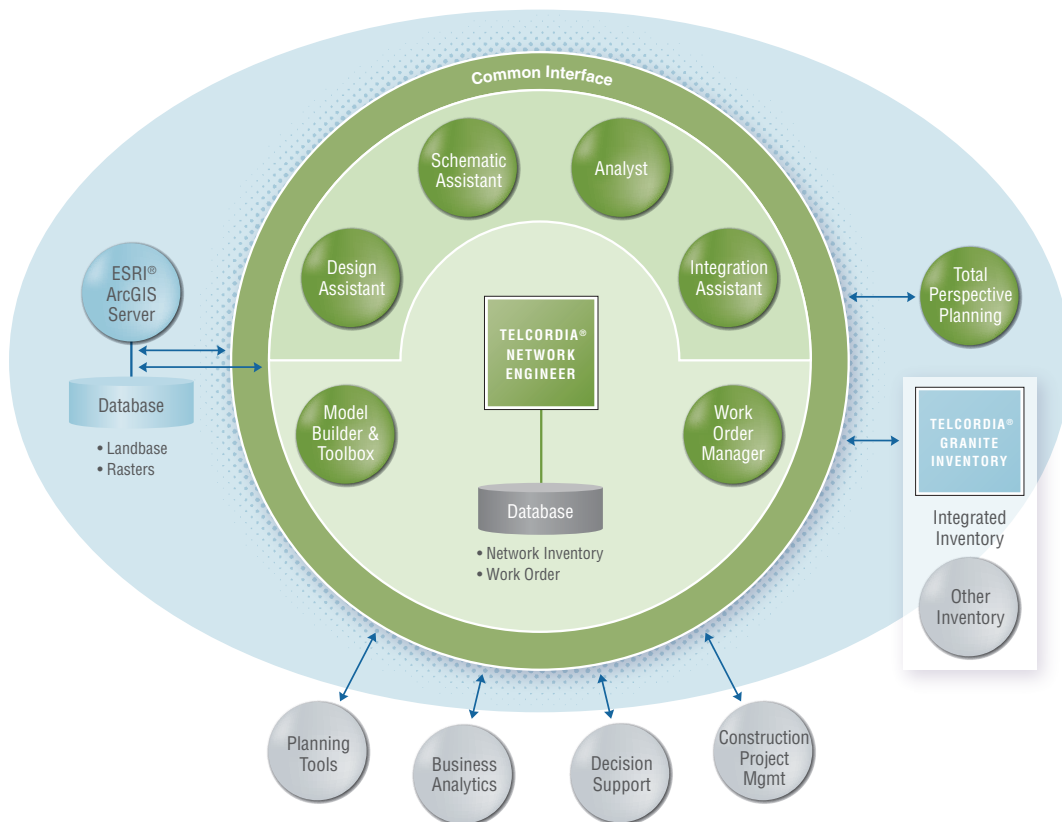 Common Interface
Schematic
Assistant
Analyst
Design
Assistant
Integration
Assistant
ESRI®
ArcGIS
Server
Database
• Landbase
• Rasters
TELCORDIA®
NETWORK
ENGINEER
Model
Builder &
Toolbox
Work
Order
Manager
Database
• Network Inventory
• Work Order
Total
Perspective
Planning
TELCORDIA®
GRANITE
INVENTORY
Integrated
Inventory
Other
Inventory
Planning
Tools
Business
Analytics
Decision
Support
Construction
Project
Mgmt